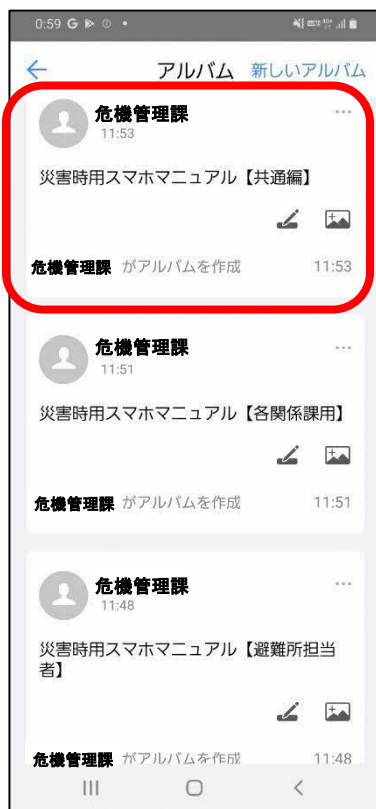 0:59 G
アルバム 新しいアルバム
危機管理課
11:53
災害時用スマホマニュアル【共通編】
危機管理課 がアルバムを作成 11:53
危機管理課
11:51
災害時用スマホマニュアル【各関係課用】
危機管理課 がアルバムを作成 11:51
危機管理課
11:48
災害時用スマホマニュアル【避難所担当
者】
危機管理課 がアルバムを作成 11:48